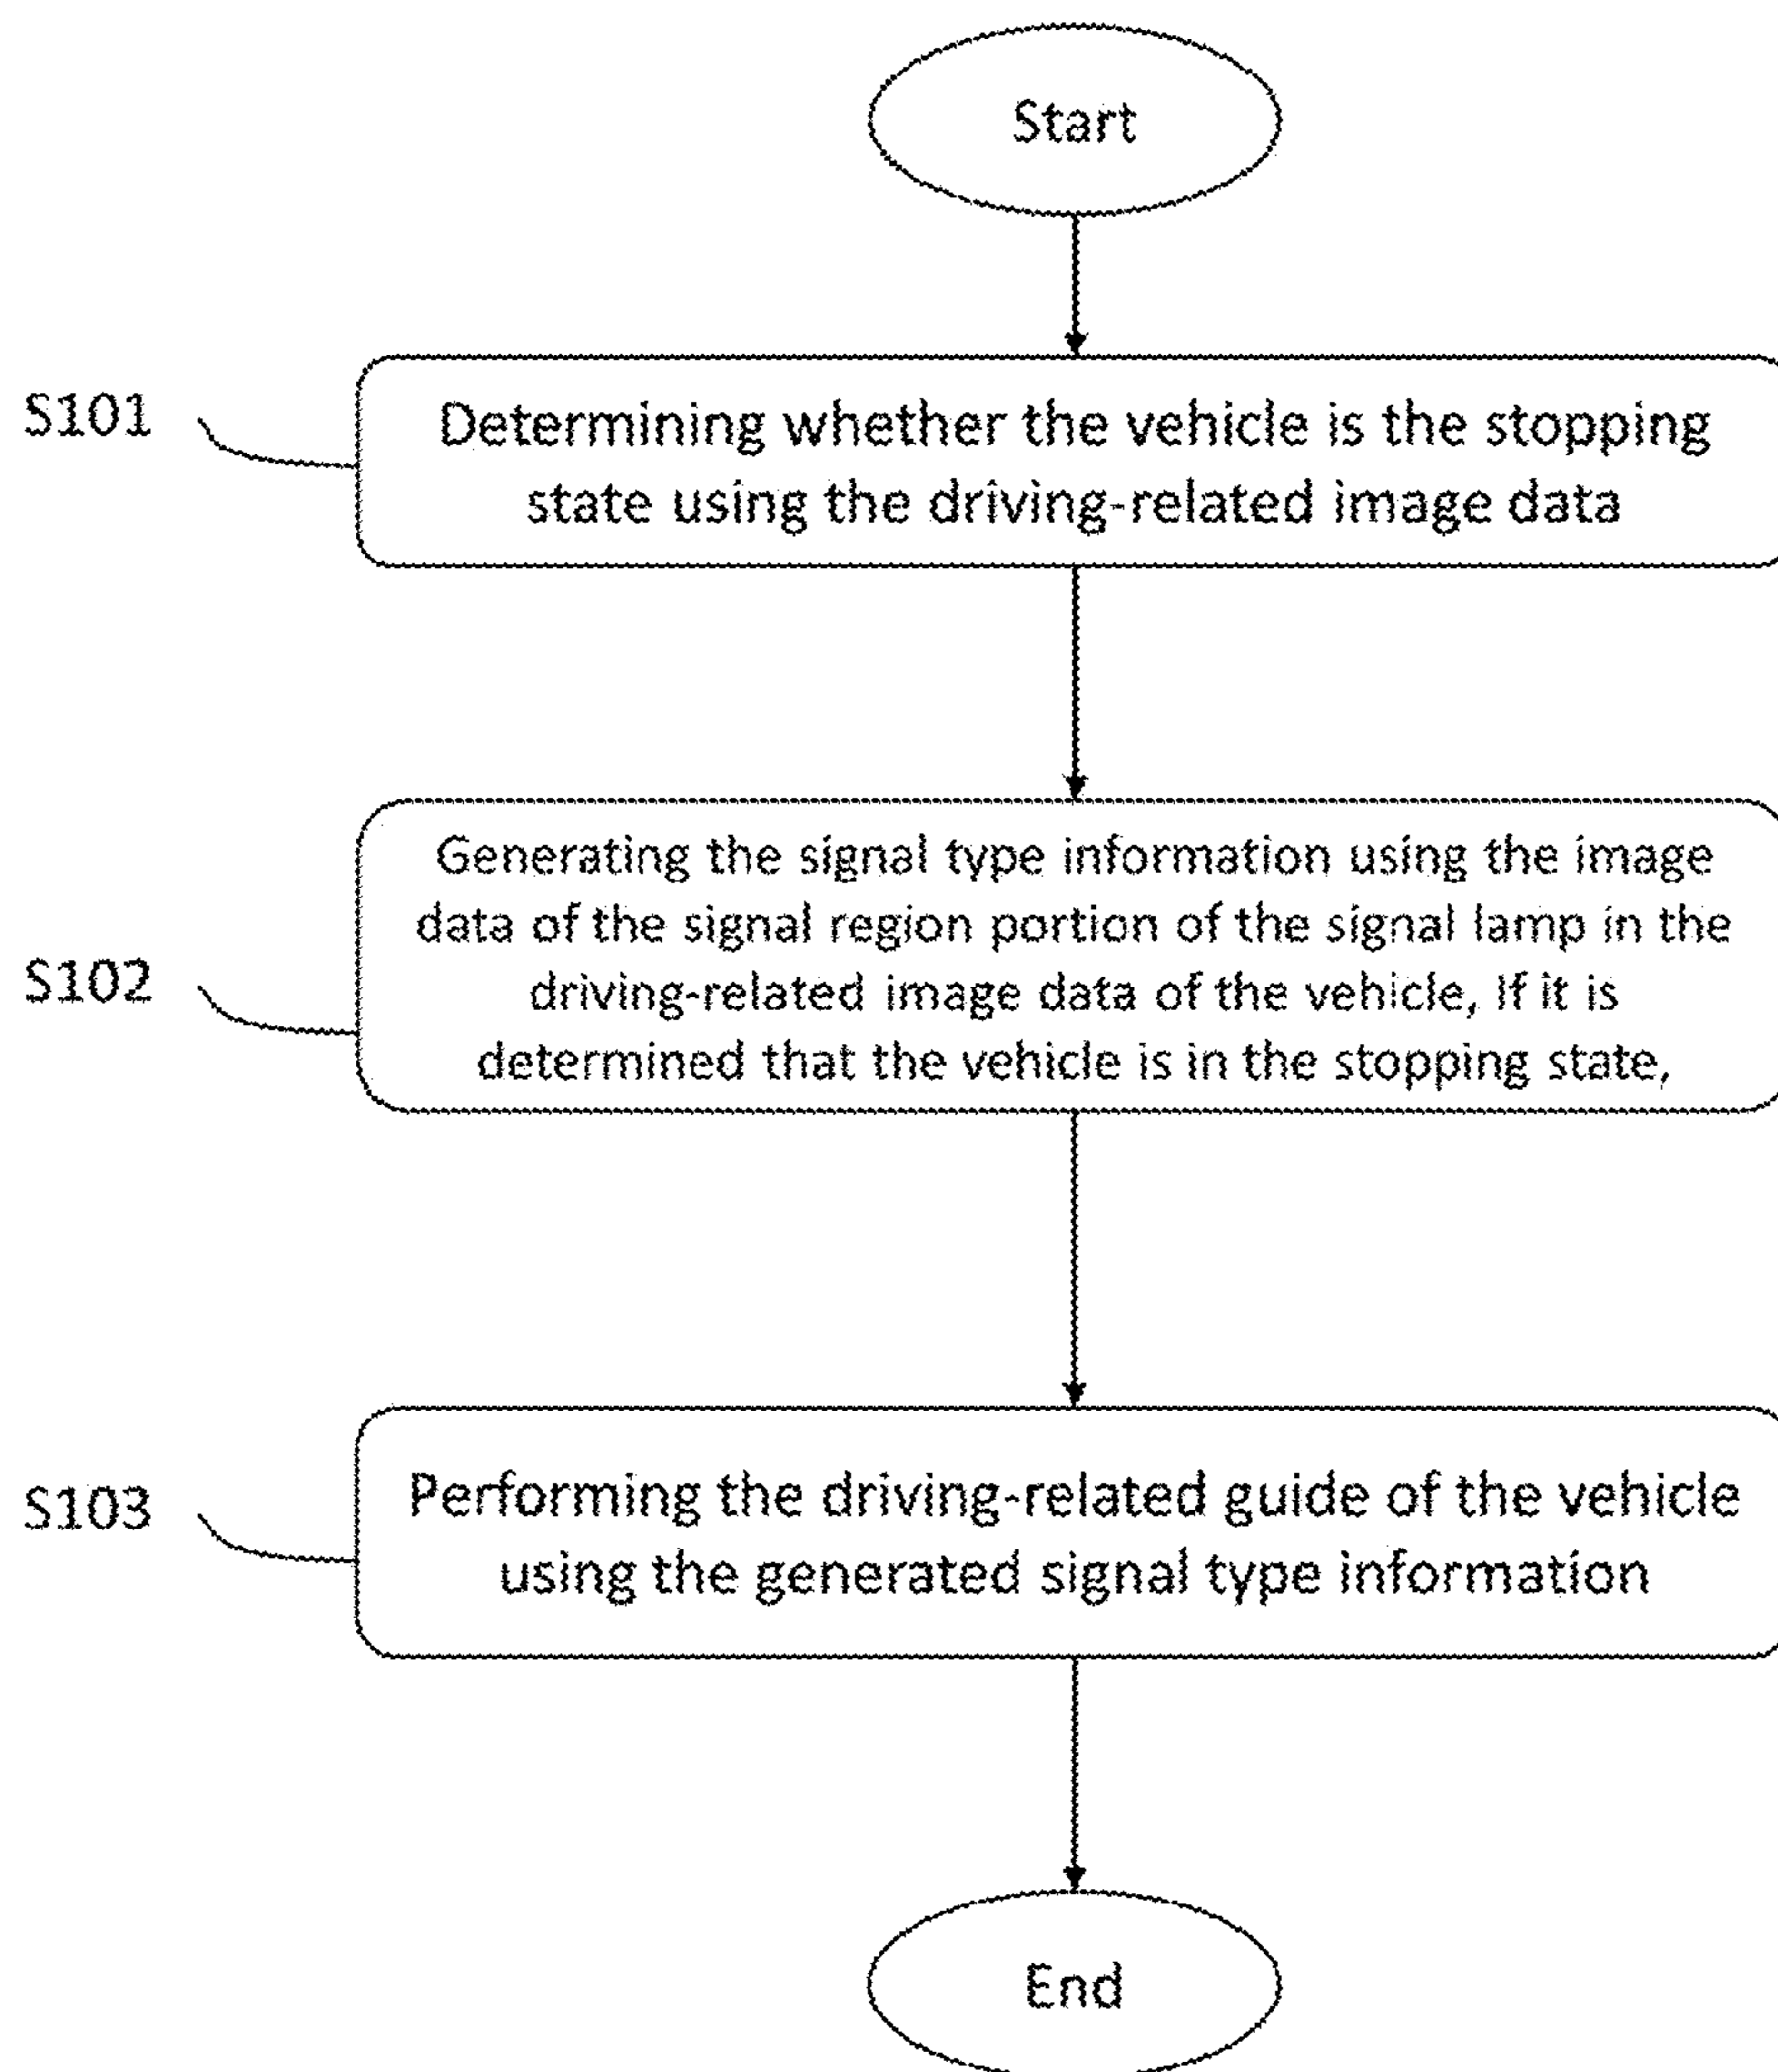 Start
S101
Determining whether the vehicle is the stopping
state using the driving-related image data
Generating the signal type information using the image
data of the signal region portion of the signal lamp in the
S102
driving-related image data of the vehicle, If it is
determined that the vehicle is in the stopping state,
S103
Performing the driving-related guide of the vehicle
using the generated signal type information
End